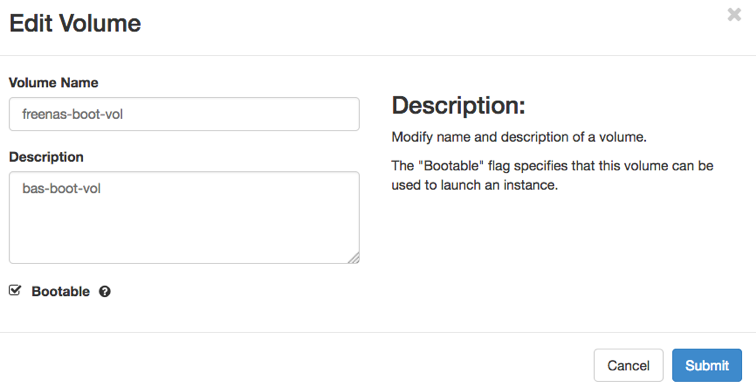 Edit Volume
Volume Name
freenas-boot-vol
Description
bas-boot-vol
Bootable
Description:
Modify name and description of a volume.
The "Bootable" flag specifies that this volume can be
used to launch an instance.
Cancel
Submit